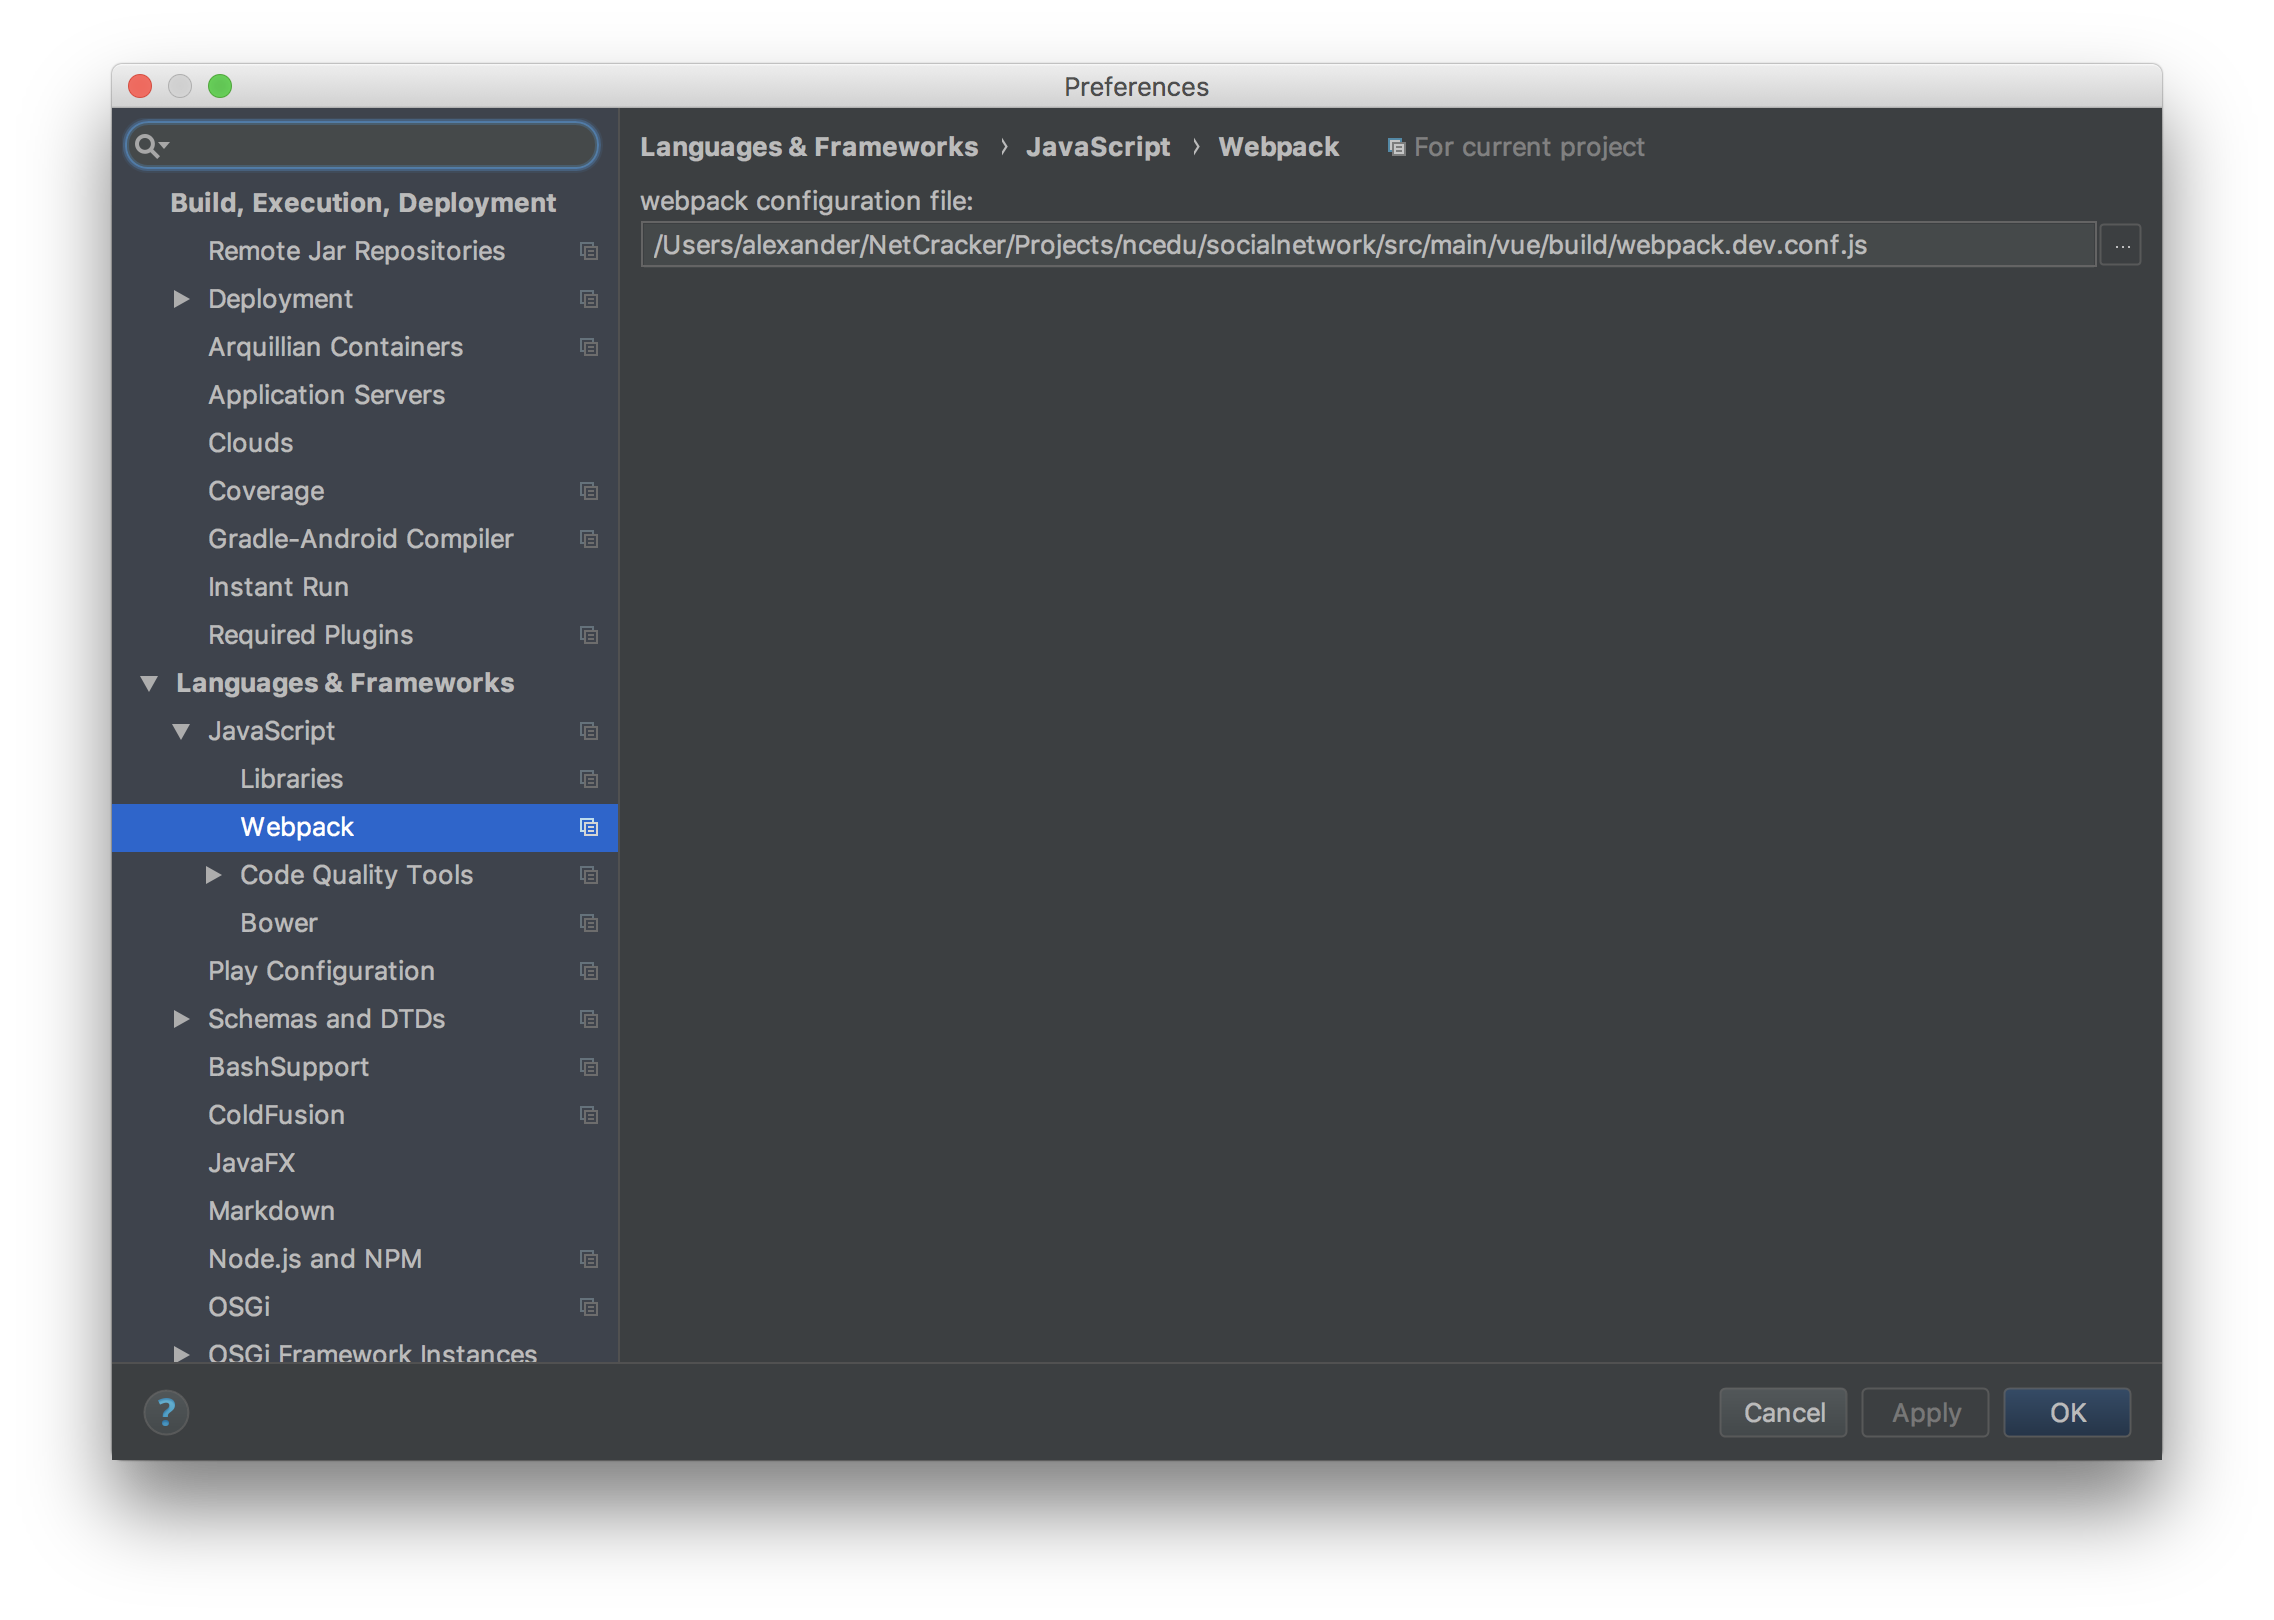 Preferences
Build, Execution, Deployment
Remote Jar Repositories
Deployment
Arquillian Containers
Application Servers
Clouds
Coverage
Gradle-Android Compiler
Instant Run
Required Plugins
Languages & Frameworks
JavaScript
Libraries
Webpack
Code Quality Tools
Bower
Play Configuration
Schemas and DTDs
BashSupport
ColdFusion
JavaFX
Markdown
Node.js and NPM
OSGi
OSGi Framework Instances
Languages & Frameworks › JavaScript › Webpack For current project
webpack configuration file:
/Users/alexander/NetCracker/Projects/ncedu/socialnetwork/src/main/vue/build/webpack.dev.conf.js ...
? Cancel Apply OK